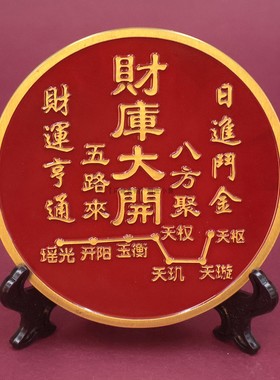 日進鬥金
八方聚
財庫大開
五路來
財運亨通
天权 天枢
瑶光 开阳 玉衡
天玑 天璇